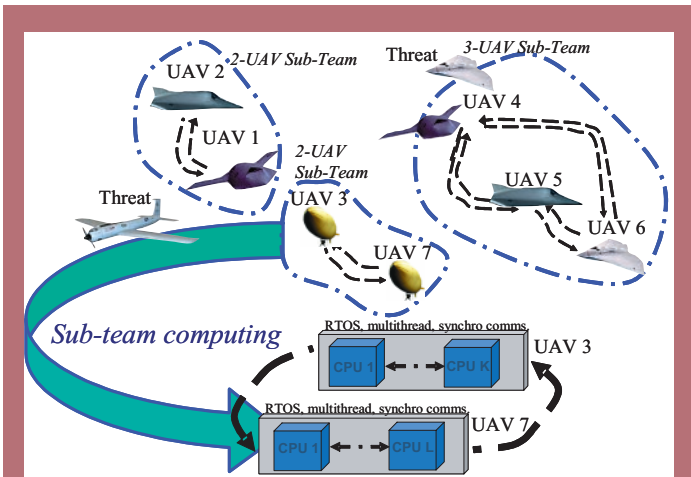 2-UAV Sub-Team
UAV 2
UAV 1
Threat
3-UAV Sub-Team
UAV 4
UAV 5
UAV 6
2-UAV
Sub-Team
UAV 3
UAV 7
Threat
Sub-team computing
RTOS, multithread, synchro comms
CPU 1
CPU K
UAV 3
RTOS, multithread, synchro comms
CPU 1
CPU L
UAV 7